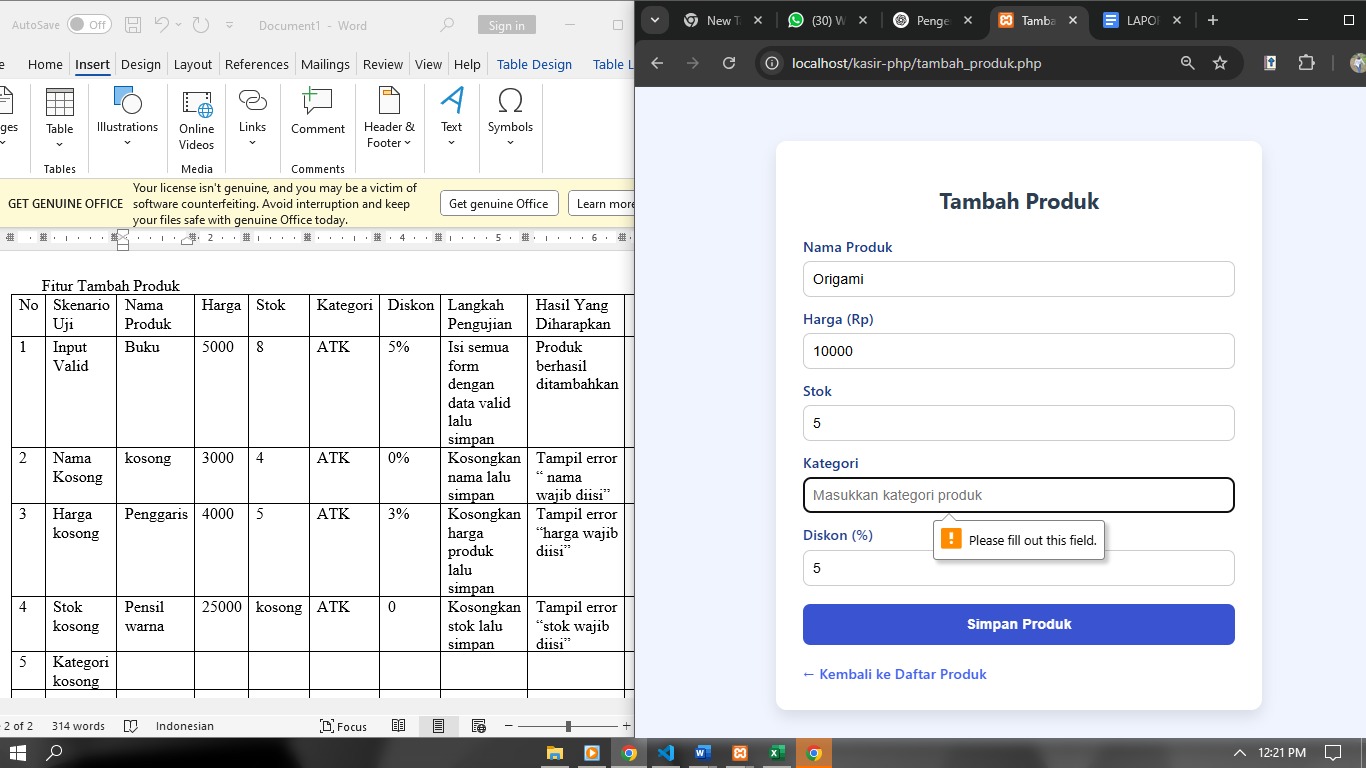 AutoSave Off Document1 - Word Sign in
Home Insert Design Layout References Mailings Review View Help Table Design Table L
ges Table Illustrations Online Videos Links Comment Header & Footer Text Symbols
Tables Media Comments
GET GENUINE OFFICE Your license isn't genuine, and you may be a victim of
software counterfeiting. Avoid interruption and keep
your files safe with genuine Office today.
Get genuine Office Learn more
2 4 5 6
Fitur Tambah Produk
No Skenario Uji Nama Produk Harga Stok Kategori Diskon Langkah Pengujian Hasil Yang Diharapkan
1 Input Valid Buku 5000 8 ATK 5% Isi semua form dengan data valid lalu simpan Produk berhasil ditambahkan
2 Nama Kosong kosong 3000 4 ATK 0% Kosongkan nama lalu simpan Tampil error “ nama wajib diisi”
3 Harga kosong Penggaris 4000 5 ATK 3% Kosongkan harga produk lalu simpan Tampil error “harga wajib diisi”
4 Stok kosong Pensil warna 25000 kosong ATK 0 Kosongkan stok lalu simpan Tampil error “stok wajib diisi”
5 Kategori kosong
2 of 2 314 words Indonesian Focus
New T (30) W Penge Tamba LAPOR
localhost/kasir-php/tambah_produk.php
Tambah Produk
Nama Produk
Origami
Harga (Rp)
10000
Stok
5
Kategori
Masukkan kategori produk
Please fill out this field.
Diskon (%)
5
Simpan Produk
← Kembali ke Daftar Produk
12:21 PM